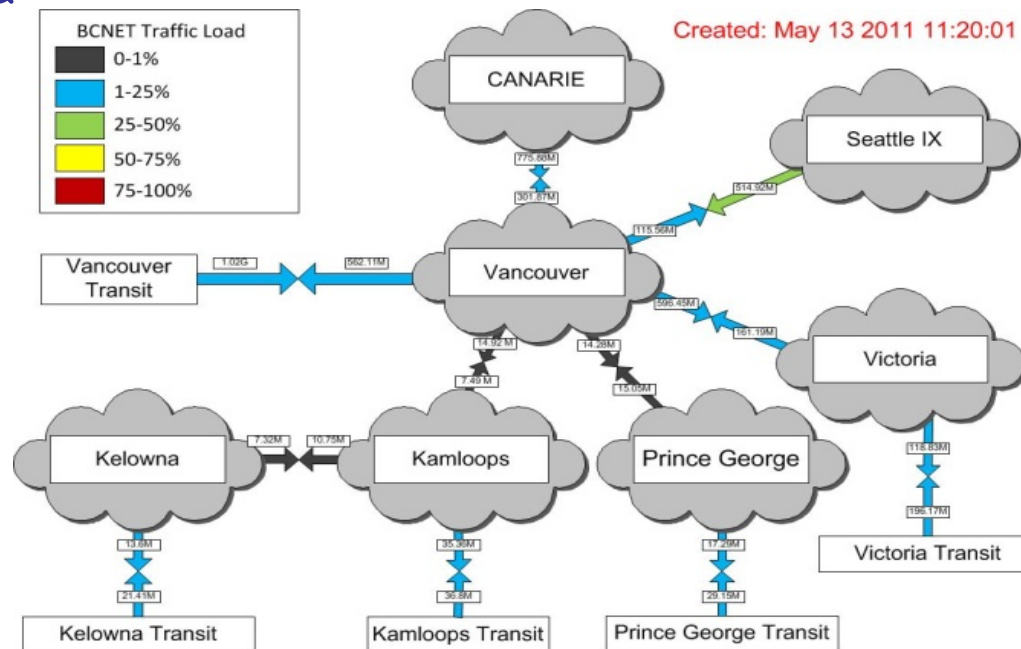 BCNET Traffic Load
0-1%
1-25%
25-50%
50-75%
75-100%
Created: May 13 2011 11:20:01
CANARIE
Seattle IX
775.88M
301.87M
514.92M
115.56M
Vancouver
Transit
1.02G
562.11M
Vancouver
596.45M
161.19M
Victoria
14.92 M
7.49 M
14.28M
15.05M
Kelowna
7.32M
10.75M
Kamloops
Prince George
118.83M
196.17M
Victoria Transit
13.6M
21.41M
35.36M
36.8M
17.29M
29.15M
Kelowna Transit
Kamloops Transit
Prince George Transit